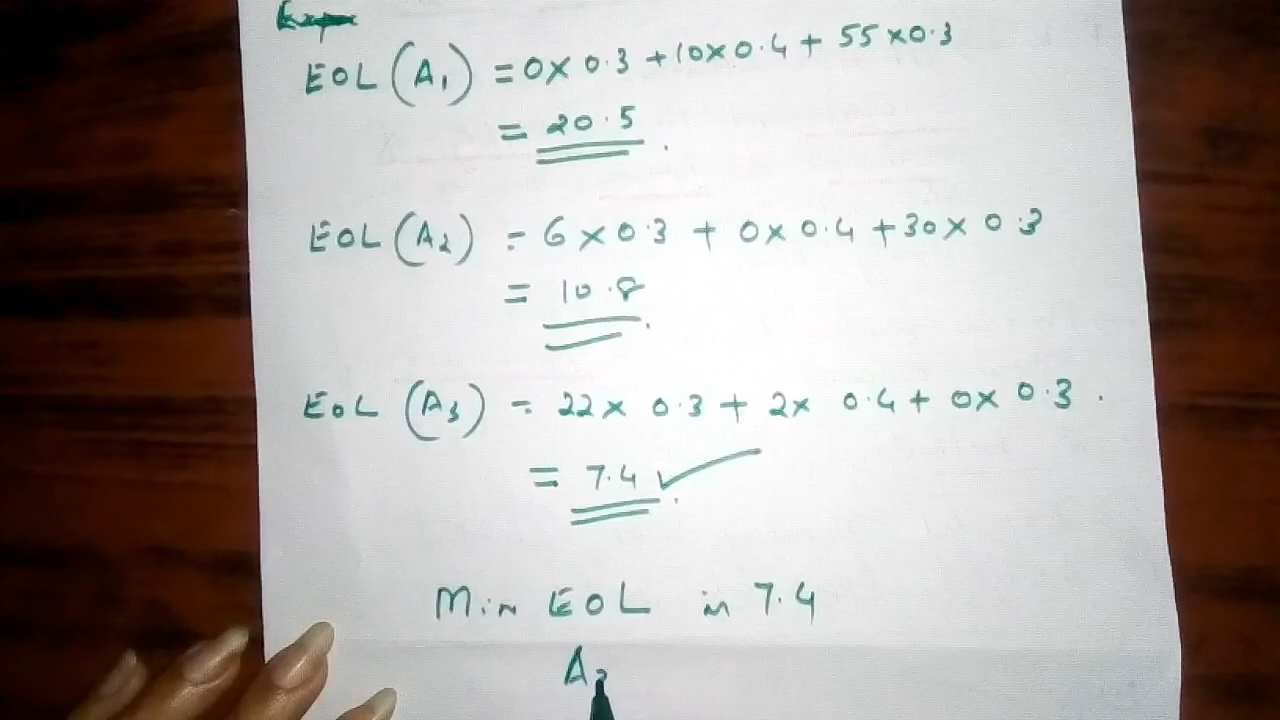 EOL (A1) = 0 × 0.3 + 10 × 0.4 + 55 × 0.3
= 20.5
EOL (A2) = 6 × 0.3 + 0 × 0.4 + 30 × 0.3
= 10.8
EOL (A3) = 22 × 0.3 + 2 × 0.4 + 0 × 0.3.
= 7.4 ✓
Min EOL is 7.4
A